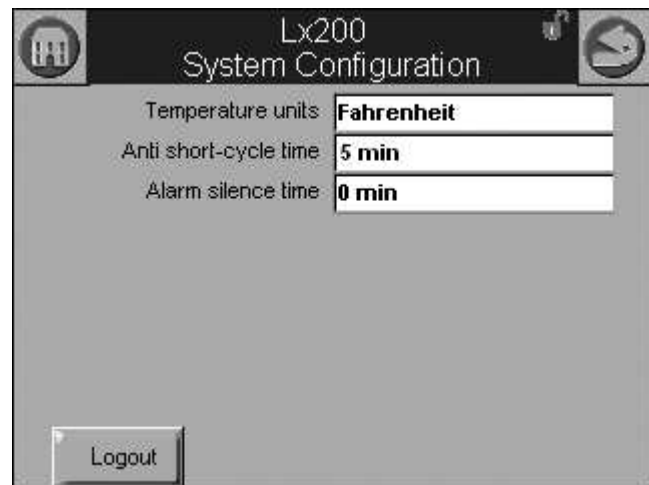 Lx200
System Configuration
Temperature units Fahrenheit
Anti short-cycle time 5 min
Alarm silence time 0 min
Logout